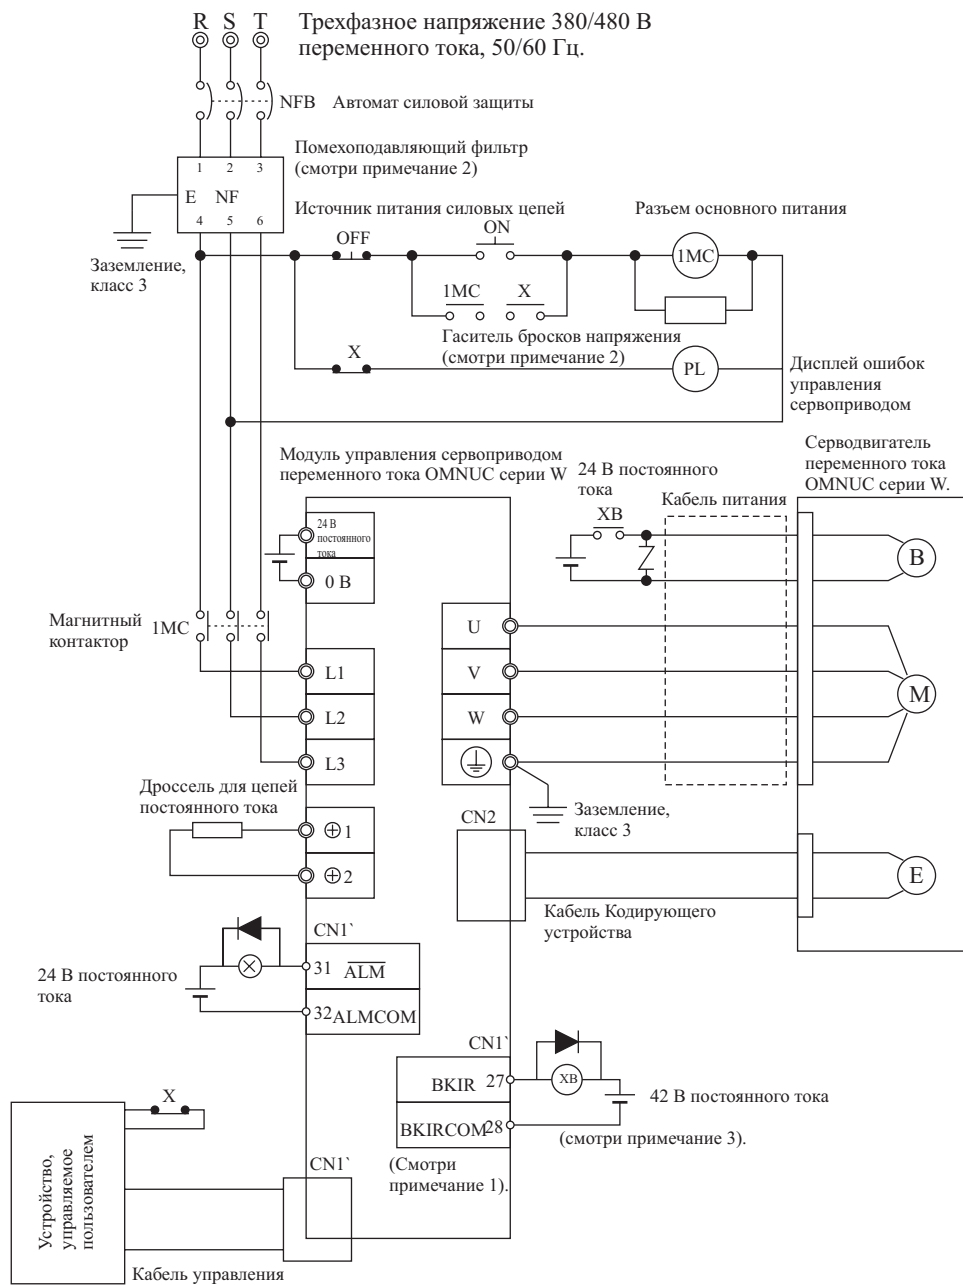 R S T
Трехфазное напряжение 380/480 В
переменного тока, 50/60 Гц.
NFB Автомат силовой защиты
1 2 3
E NF
4 5 6
Помехоподавляющий фильтр
(смотри примечание 2)
Заземление,
класс 3
Источник питания силовых цепей
Разъем основного питания
OFF
ON
1MC
1MC X
Гаситель бросков напряжения
(смотри примечание 2)
X
PL
Дисплей ошибок
управления
сервоприводом
Модуль управления сервоприводом
переменного тока OMNUC серии W
24 В постоянного
тока
XB
Кабель питания
Серводвигатель
переменного тока
OMNUC серии W.
24 В
постоянного
тока
0 В
B
Магнитный
контактор
1MC
U
V
W
M
L1
L2
L3
Заземление,
класс 3
Дроссель для цепей
постоянного тока
⊕1
⊕2
CN2
E
Кабель Кодирующего
устройства
CN1`
31 ALM
32 ALMCOM
24 В постоянного
тока
CN1`
BKIR 27
BKIRCOM 28
XB
42 В постоянного тока
(смотри примечание 3).
(Смотри
примечание 1).
X
CN1`
Устройство,
управляемое
пользователем
Кабель управления